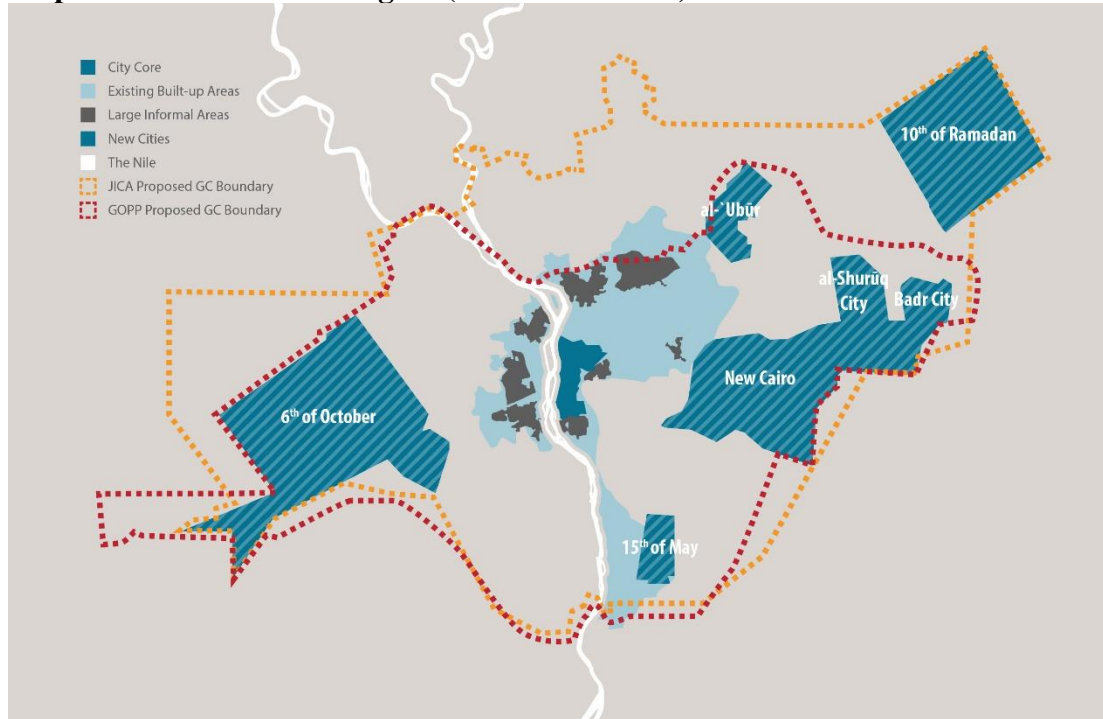 City Core
Existing Built-up Areas
Large Informal Areas
New Cities
The Nile
JICA Proposed GC Boundary
GOPP Proposed GC Boundary
10th of Ramadan
al-`Ubūr
al-Shurūq
City
Badr City
New Cairo
6th of October
15th of May